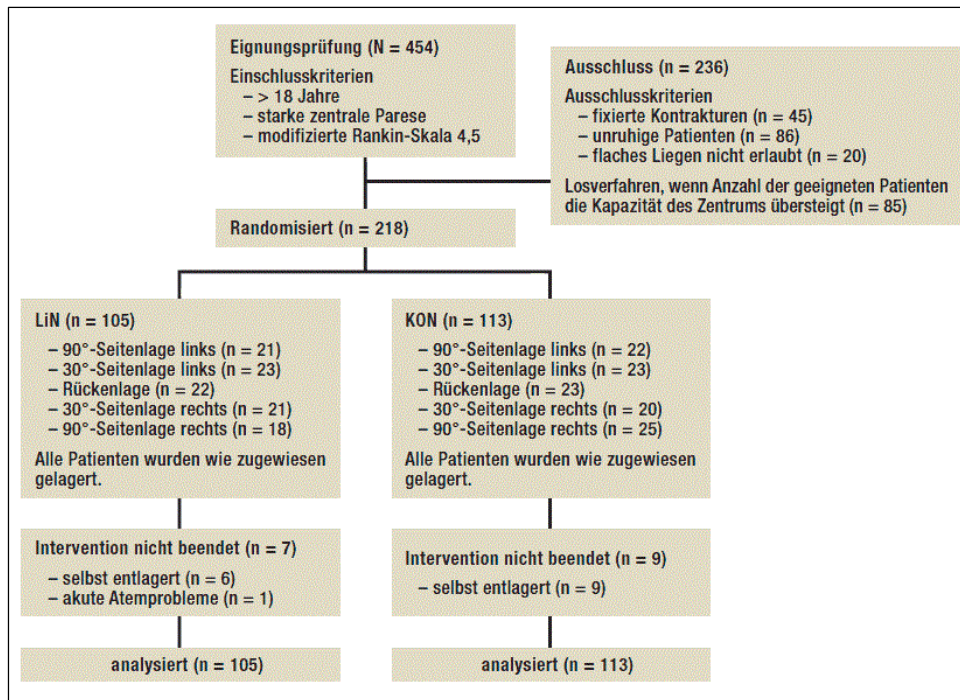 Eignungsprüfung (N = 454)
Einschlusskriterien
– > 18 Jahre
– starke zentrale Parese
– modifizierte Rankin-Skala 4,5
Ausschluss (n = 236)
Ausschlusskriterien
– fixierte Kontrakturen (n = 45)
– unruhige Patienten (n = 86)
– flaches Liegen nicht erlaubt (n = 20)
Losverfahren, wenn Anzahl der geeigneten Patienten
die Kapazität des Zentrums übersteigt (n = 85)
Randomisiert (n = 218)
LiN (n = 105)
– 90°-Seitenlage links (n = 21)
– 30°-Seitenlage links (n = 23)
– Rückenlage (n = 22)
– 30°-Seitenlage rechts (n = 21)
– 90°-Seitenlage rechts (n = 18)
Alle Patienten wurden wie zugewiesen
gelagert.
KON (n = 113)
– 90°-Seitenlage links (n = 22)
– 30°-Seitenlage links (n = 23)
– Rückenlage (n = 23)
– 30°-Seitenlage rechts (n = 20)
– 90°-Seitenlage rechts (n = 25)
Alle Patienten wurden wie zugewiesen
gelagert.
Intervention nicht beendet (n = 7)
– selbst entlagert (n = 6)
– akute Atemprobleme (n = 1)
Intervention nicht beendet (n = 9)
– selbst entlagert (n = 9)
analysiert (n = 105)
analysiert (n = 113)